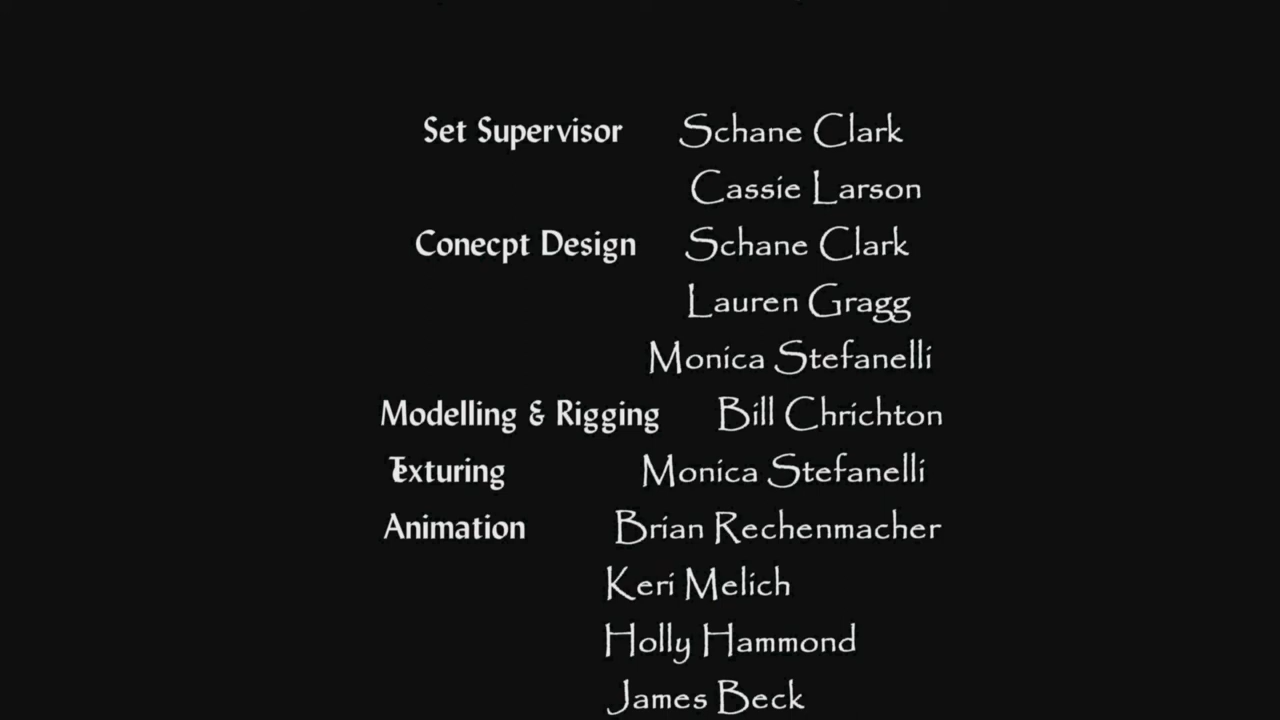 Set Supervisor Schane Clark
Cassie Larson
Conecpt Design Schane Clark
Lauren Gragg
Monica Stefanelli
Modelling & Rigging Bill Chrichton
Texturing Monica Stefanelli
Animation Brian Rechenmacher
Keri Melich
Holly Hammond
James Beck